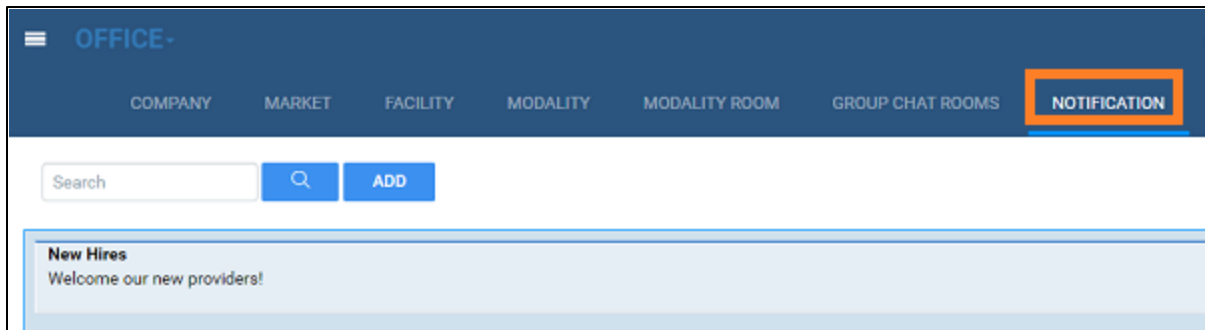 OFFICE-
COMPANY MARKET FACILITY MODALITY MODALITY ROOM GROUP CHAT ROOMS NOTIFICATION
Search ADD
New Hires
Welcome our new providers!